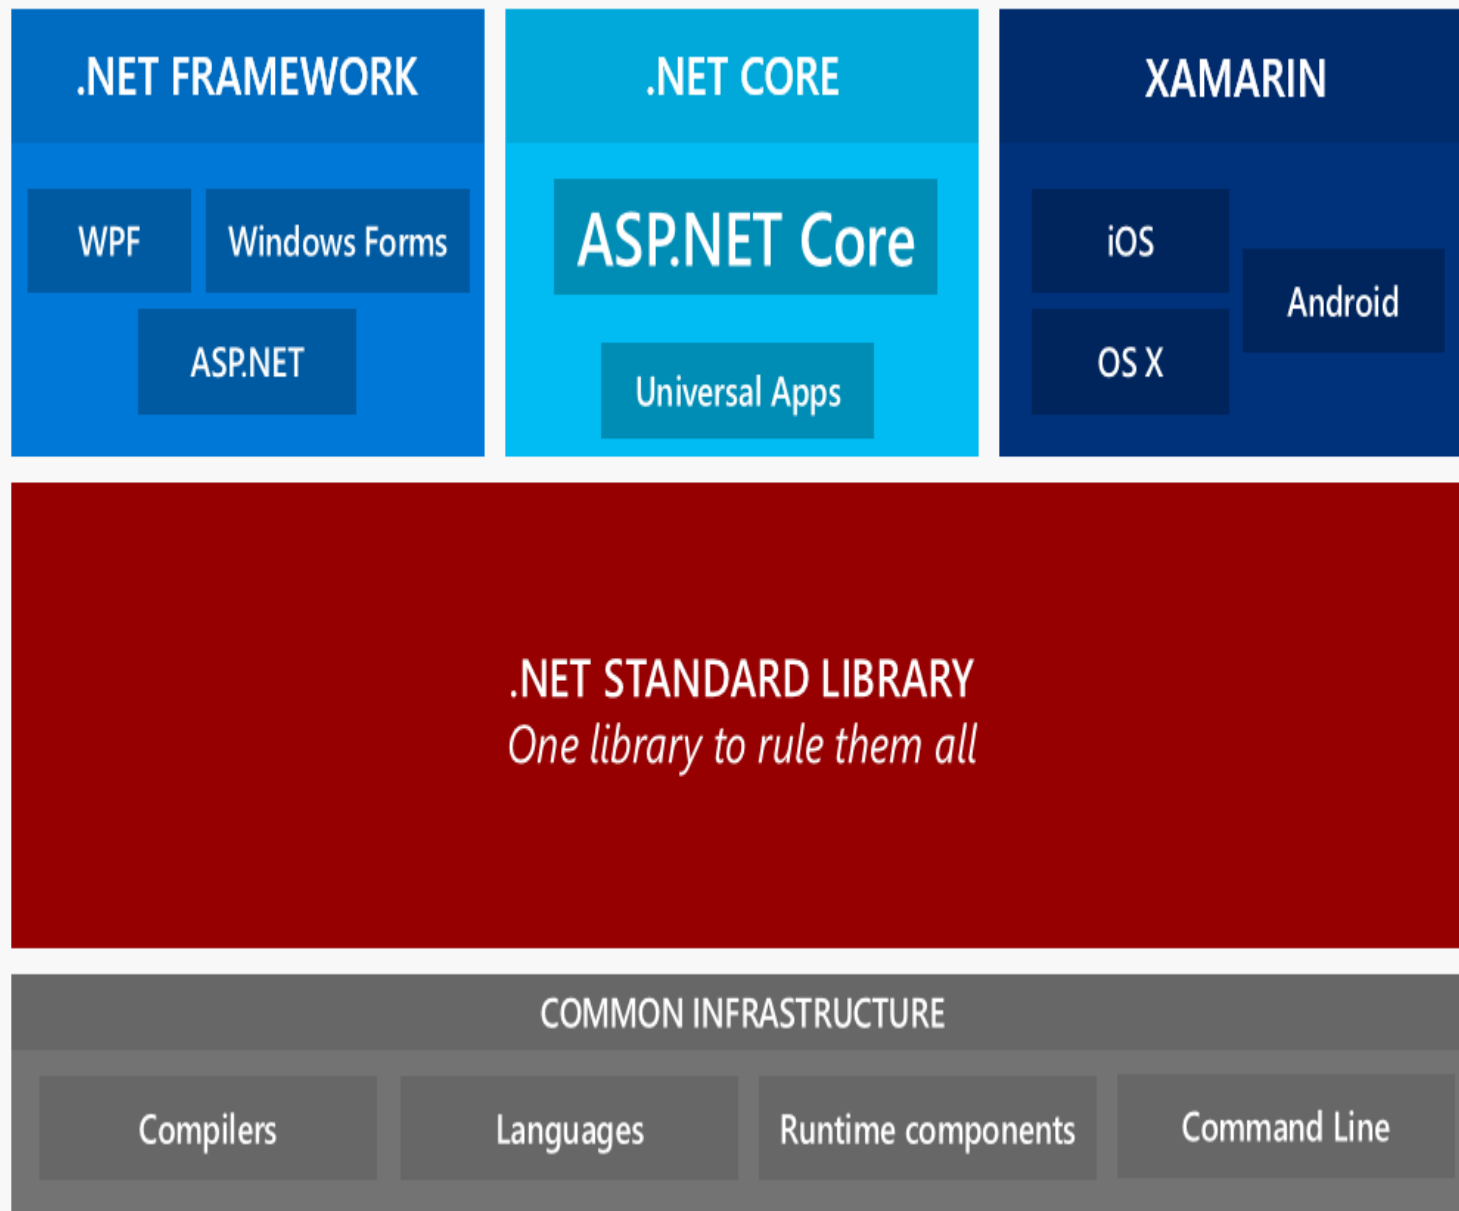 .NET FRAMEWORK
WPF
Windows Forms
ASP.NET
.NET CORE
ASP.NET Core
Universal Apps
XAMARIN
iOS
Android
OS X
.NET STANDARD LIBRARY
One library to rule them all
COMMON INFRASTRUCTURE
Compilers
Languages
Runtime components
Command Line